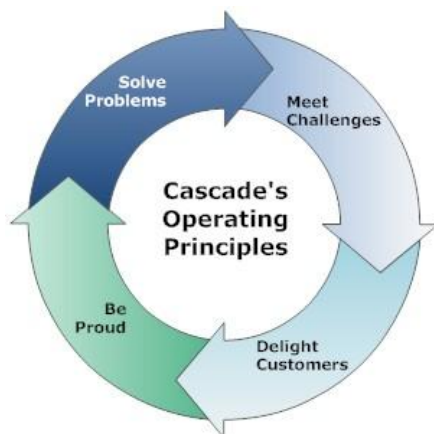 Solve
Problems
Meet
Challenges
Cascade's
Operating
Principles
Be
Proud
Delight
Customers